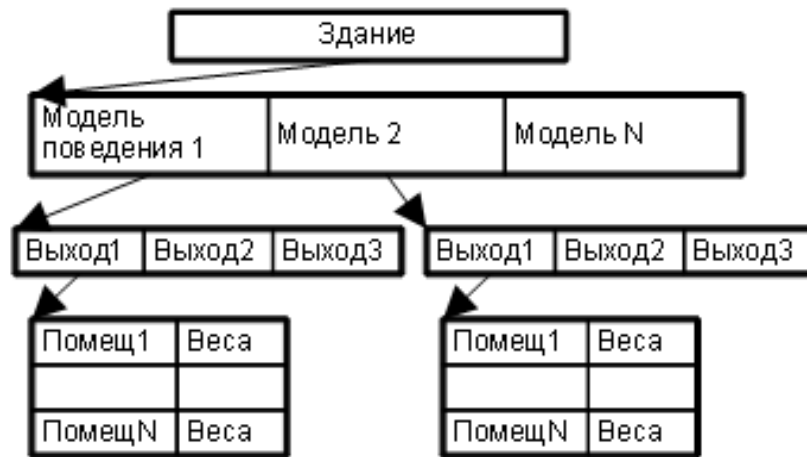 Здание
Модель
поведения 1
Модель 2
Модель N
Выход1 Выход2 Выход3
Выход1 Выход2 Выход3
Помещ1 Веса
ПомещN Веса
Помещ1 Веса
ПомещN Веса